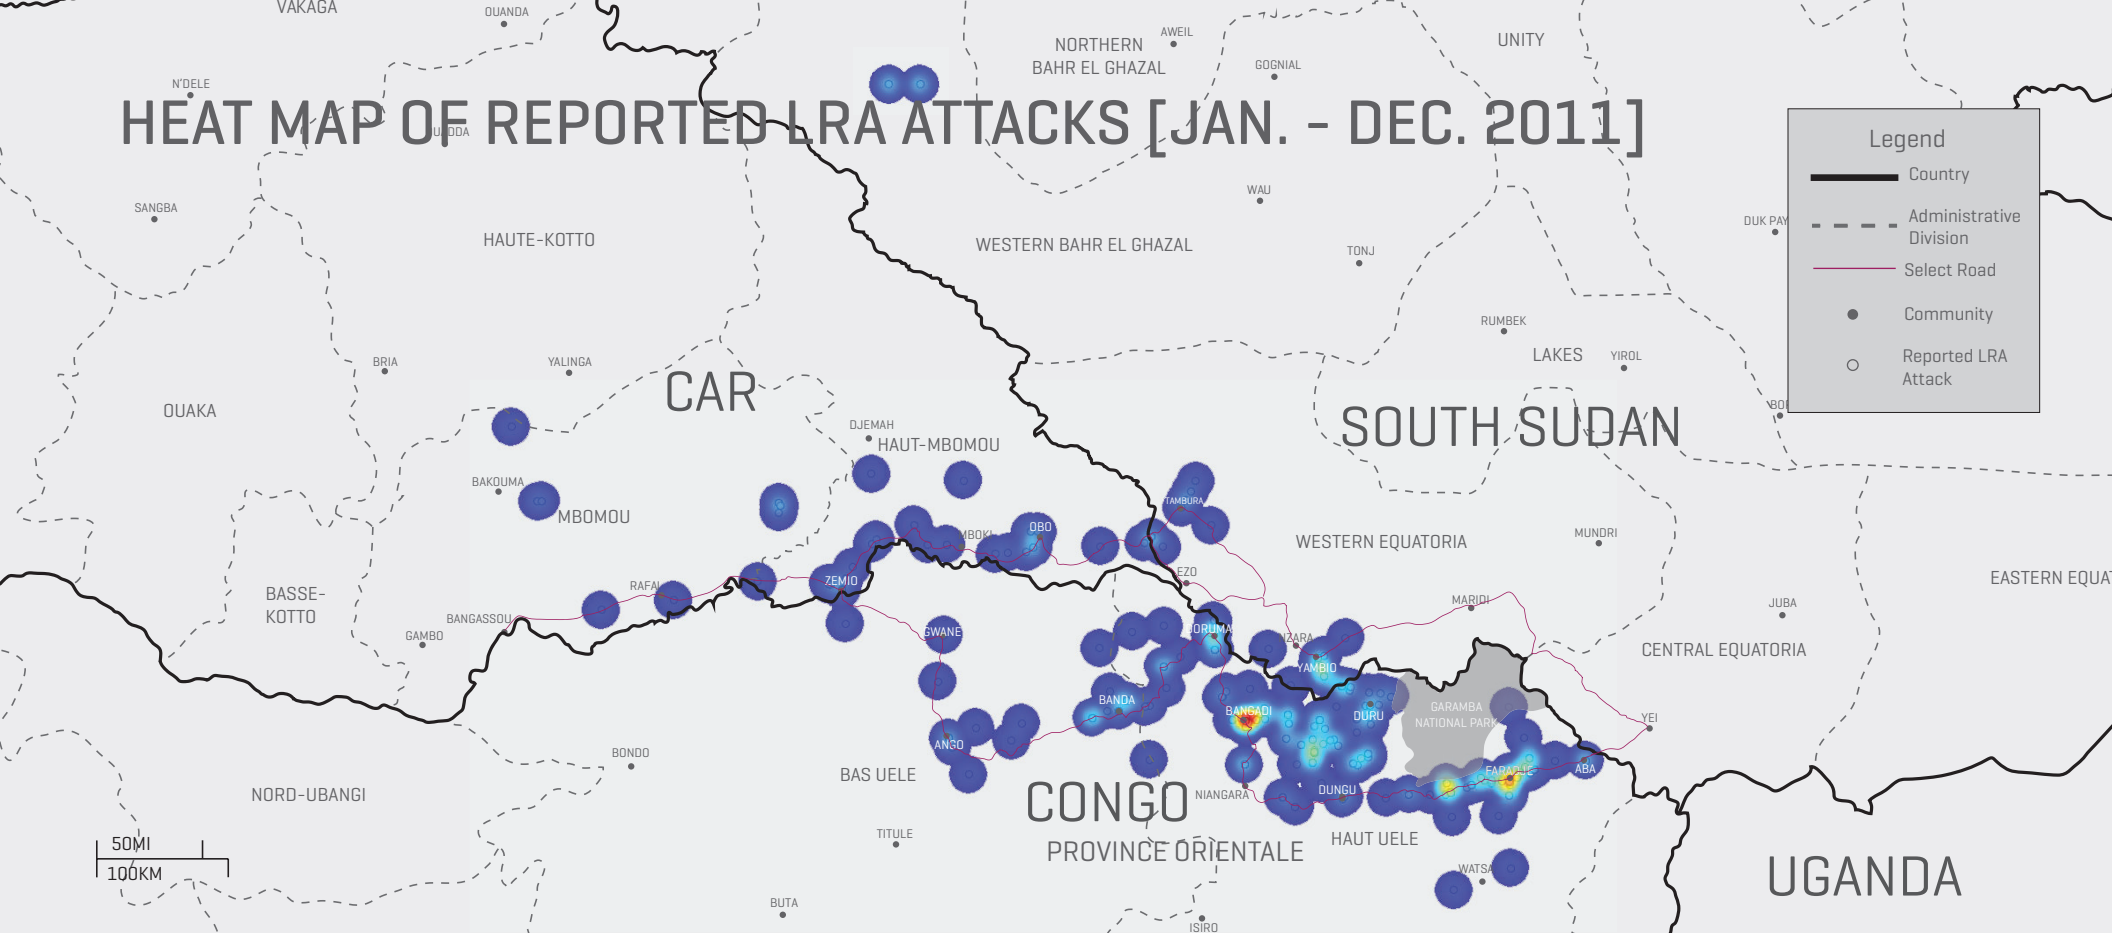 VAKAGA
OUANDA
AWEIL
UNITY
NORTHERN
BAHR EL GHAZAL
GOGNIAL
N'DELE
HEAT MAP OF REPORTED LRA ATTACKS [JAN. – DEC. 2011]
Legend
Country
Administrative
Division
Select Road
Community
Reported LRA
Attack
WAU
SANGBA
DUK PAY
HAUTE-KOTTO
WESTERN BAHR EL GHAZAL
TONJ
RUMBEK
LAKES
YIROL
BRIA
YALINGA
CAR
OUAKA
SOUTH SUDAN
DJEMAH
HAUT-MBOMOU
BAKOUMA
MBOMOU
TAMBURA
OBO
MBOKI
WESTERN EQUATORIA
MUNDRI
EZO
ZEMIO
RAFAI
EASTERN EQUAT
BASSE-
KOTTO
BANGASSOU
GAMBO
MARIDI
JUBA
GWANE
DORUMA
NZARA
YAMBIO
CENTRAL EQUATORIA
BANDA
BANGADI
DURU
GARAMBA
NATIONAL PARK
YEI
ANGO
BONDO
BAS UELE
FARADJE
ABA
NORD-UBANGI
NIANGARA
DUNGU
CONGO
HAUT UELE
PROVINCE ORIENTALE
TITULE
50MI
100KM
WATSA
UGANDA
BUTA
ISIRO